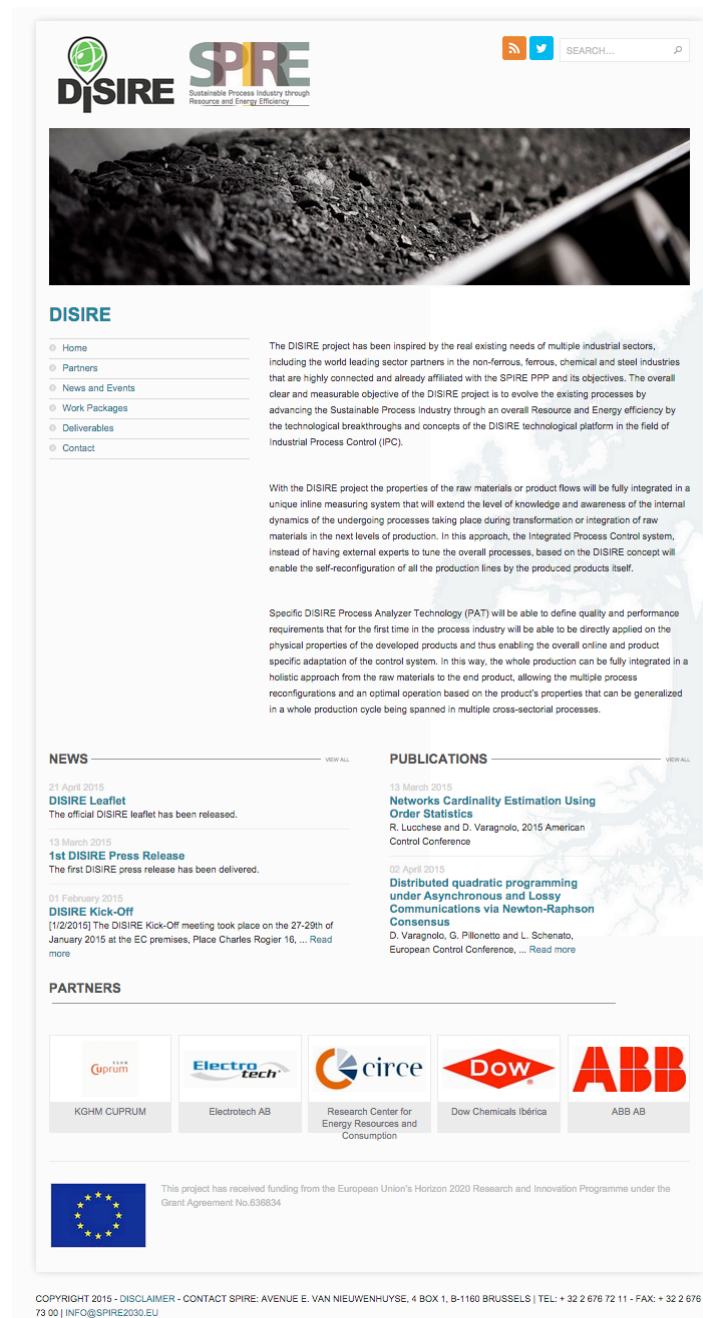 DISIRE
SPIRE
Sustainable Process Industry through
Resource and Energy Efficiency
SEARCH...
DISIRE
Home
Partners
News and Events
Work Packages
Deliverables
Contact
The DISIRE project has been inspired by the real existing needs of multiple industrial sectors,
including the world leading sector partners in the non-ferrous, ferrous, chemical and steel industries
that are highly connected and already affiliated with the SPIRE PPP and its objectives. The overall
clear and measurable objective of the DISIRE project is to evolve the existing processes by
advancing the Sustainable Process Industry through an overall Resource and Energy efficiency by
the technological breakthroughs and concepts of the DISIRE technological platform in the field of
Industrial Process Control (IPC).
With the DISIRE project the properties of the raw materials or product flows will be fully integrated in a
unique inline measuring system that will extend the level of knowledge and awareness of the internal
dynamics of the undergoing processes taking place during transformation or integration of raw
materials in the next levels of production. In this approach, the Integrated Process Control system,
instead of having external experts to tune the overall processes, based on the DISIRE concept will
enable the self-reconfiguration of all the production lines by the produced products itself.
Specific DISIRE Process Analyzer Technology (PAT) will be able to define quality and performance
requirements that for the first time in the process industry will be able to be directly applied on the
physical properties of the developed products and thus enabling the overall online and product
specific adaptation of the control system. In this way, the whole production can be fully integrated in a
holistic approach from the raw materials to the end product, allowing the multiple process
reconfigurations and an optimal operation based on the product's properties that can be generalized
in a whole production cycle being spanned in multiple cross-sectorial processes.
NEWS VIEW ALL
21 April 2015
DISIRE Leaflet
The official DISIRE leaflet has been released.
13 March 2015
1st DISIRE Press Release
The first DISIRE press release has been delivered.
01 February 2015
DISIRE Kick-Off
[1/2/2015] The DISIRE Kick-Off meeting took place on the 27-29th of
January 2015 at the EC premises, Place Charles Rogier 16, ... Read
more
PUBLICATIONS VIEW ALL
13 March 2015
Networks Cardinality Estimation Using
Order Statistics
R. Lucchese and D. Varagnolo, 2015 American
Control Conference
02 April 2015
Distributed quadratic programming
under Asynchronous and Lossy
Communications via Newton-Raphson
Consensus
D. Varagnolo, G. Pillonetto and L. Schenato,
European Control Conference, ... Read more
PARTNERS
KGHM
Cuprum
Electro
tech
circe
DOW
ABB
KGHM CUPRUM
Electrotech AB
Research Center for
Energy Resources and
Consumption
Dow Chemicals Ibérica
ABB AB
This project has received funding from the European Union's Horizon 2020 Research and Innovation Programme under the
Grant Agreement No.636834
COPYRIGHT 2015 - DISCLAIMER - CONTACT SPIRE: AVENUE E. VAN NIEUWENHUYSE, 4 BOX 1, B-1160 BRUSSELS | TEL: + 32 2 676 72 11 - FAX: + 32 2 676
73 00 | INFO@SPIRE2030.EU